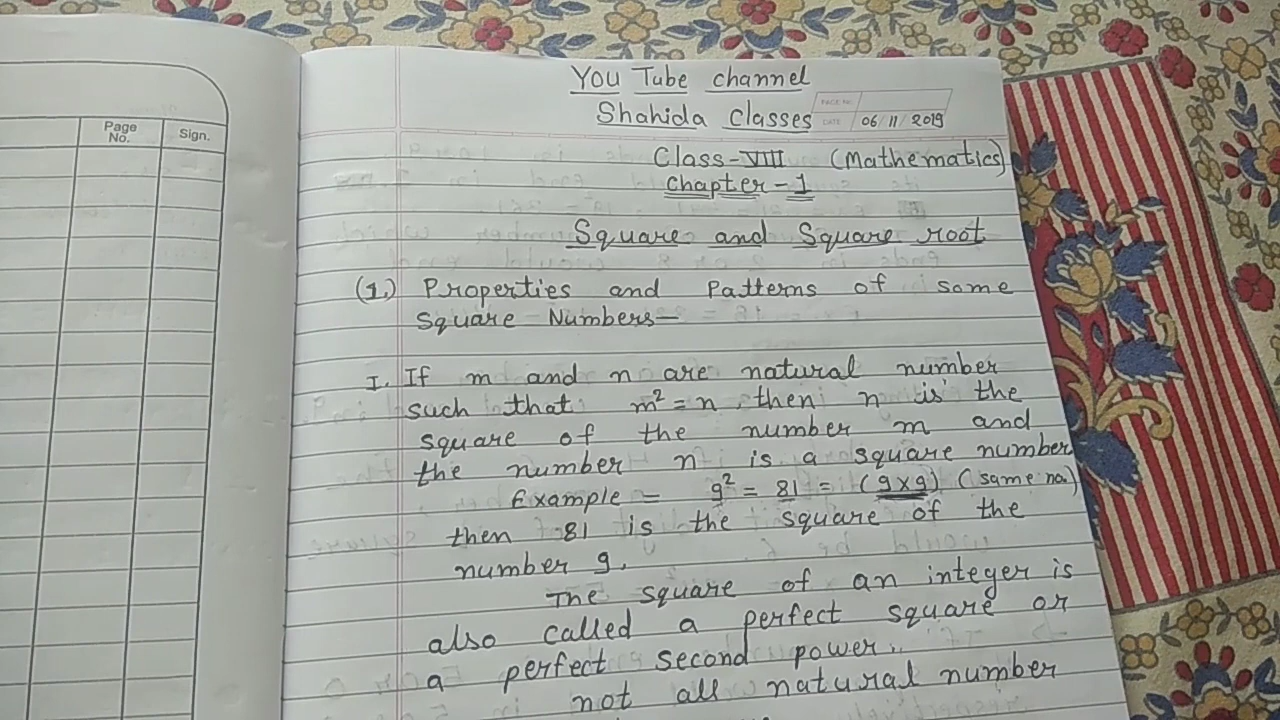 Page No.
Sign.
You Tube channel
Shahida Classes
PAGE No.
DATE 06/11/2019
Class-VIII (Mathematics)
Chapter-1
Square and Square root
(1.) Properties and Patterns of some
Square Numbers—
I. If m and n are natural number
such that m² = n, then n is the
square of the number m and
the number n is a square number
Example = 9² = 81 = (9×9) (same no.)
then 81 is the square of the
number 9.
The square of an integer is
also called a perfect square or
a perfect second power.
not all natural number